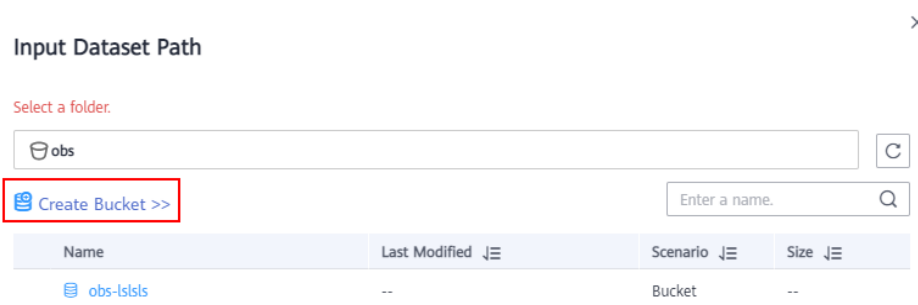 Input Dataset Path
Select a folder.
obs
Create Bucket >>
Enter a name.
Name Last Modified Scenario Size
obs-lslsls -- Bucket --